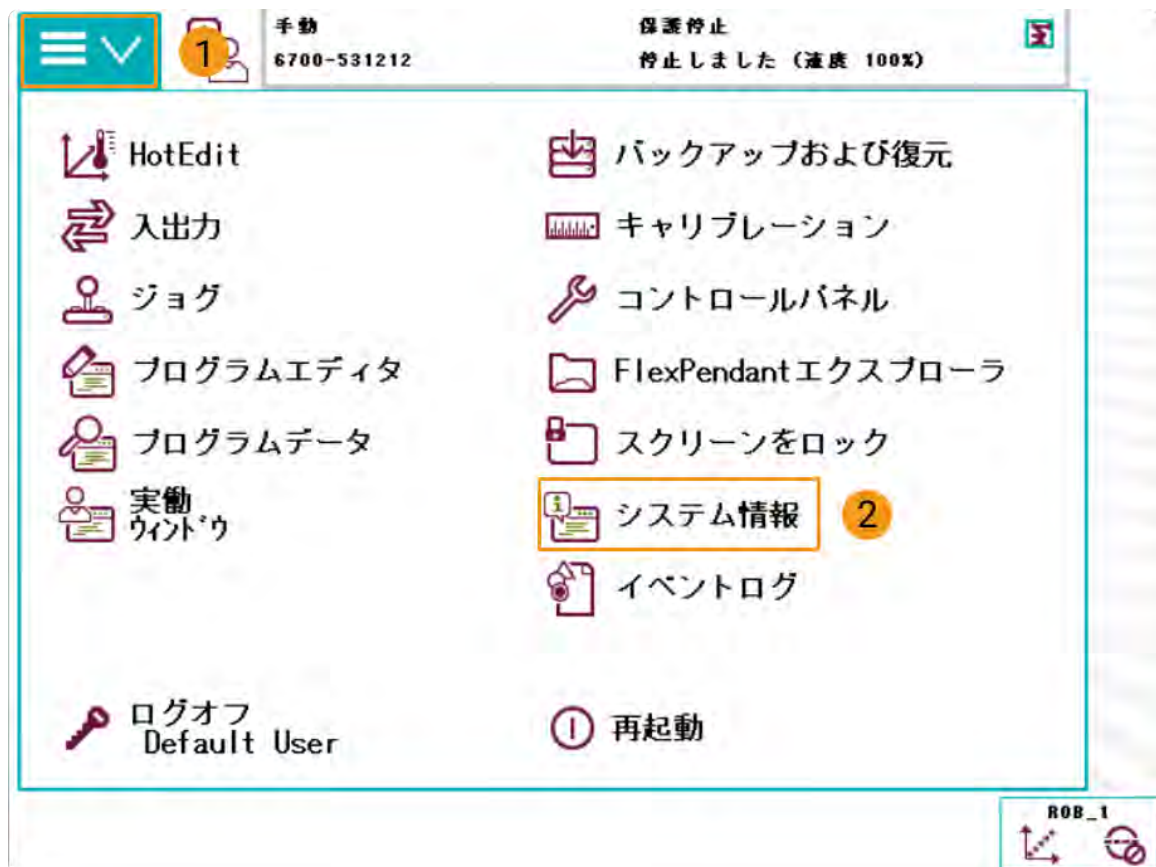 1
手動
6700-531212
保護停止
停止しました (速度 100%)
HotEdit
入出力
ジョグ
プログラムエディタ
プログラムデータ
実働
ウィンドウ
バックアップおよび復元
キャリブレーション
コントロールパネル
FlexPendantエクスプローラ
スクリーンをロック
システム情報
2
イベントログ
ログオフ
Default User
再起動
ROB_1